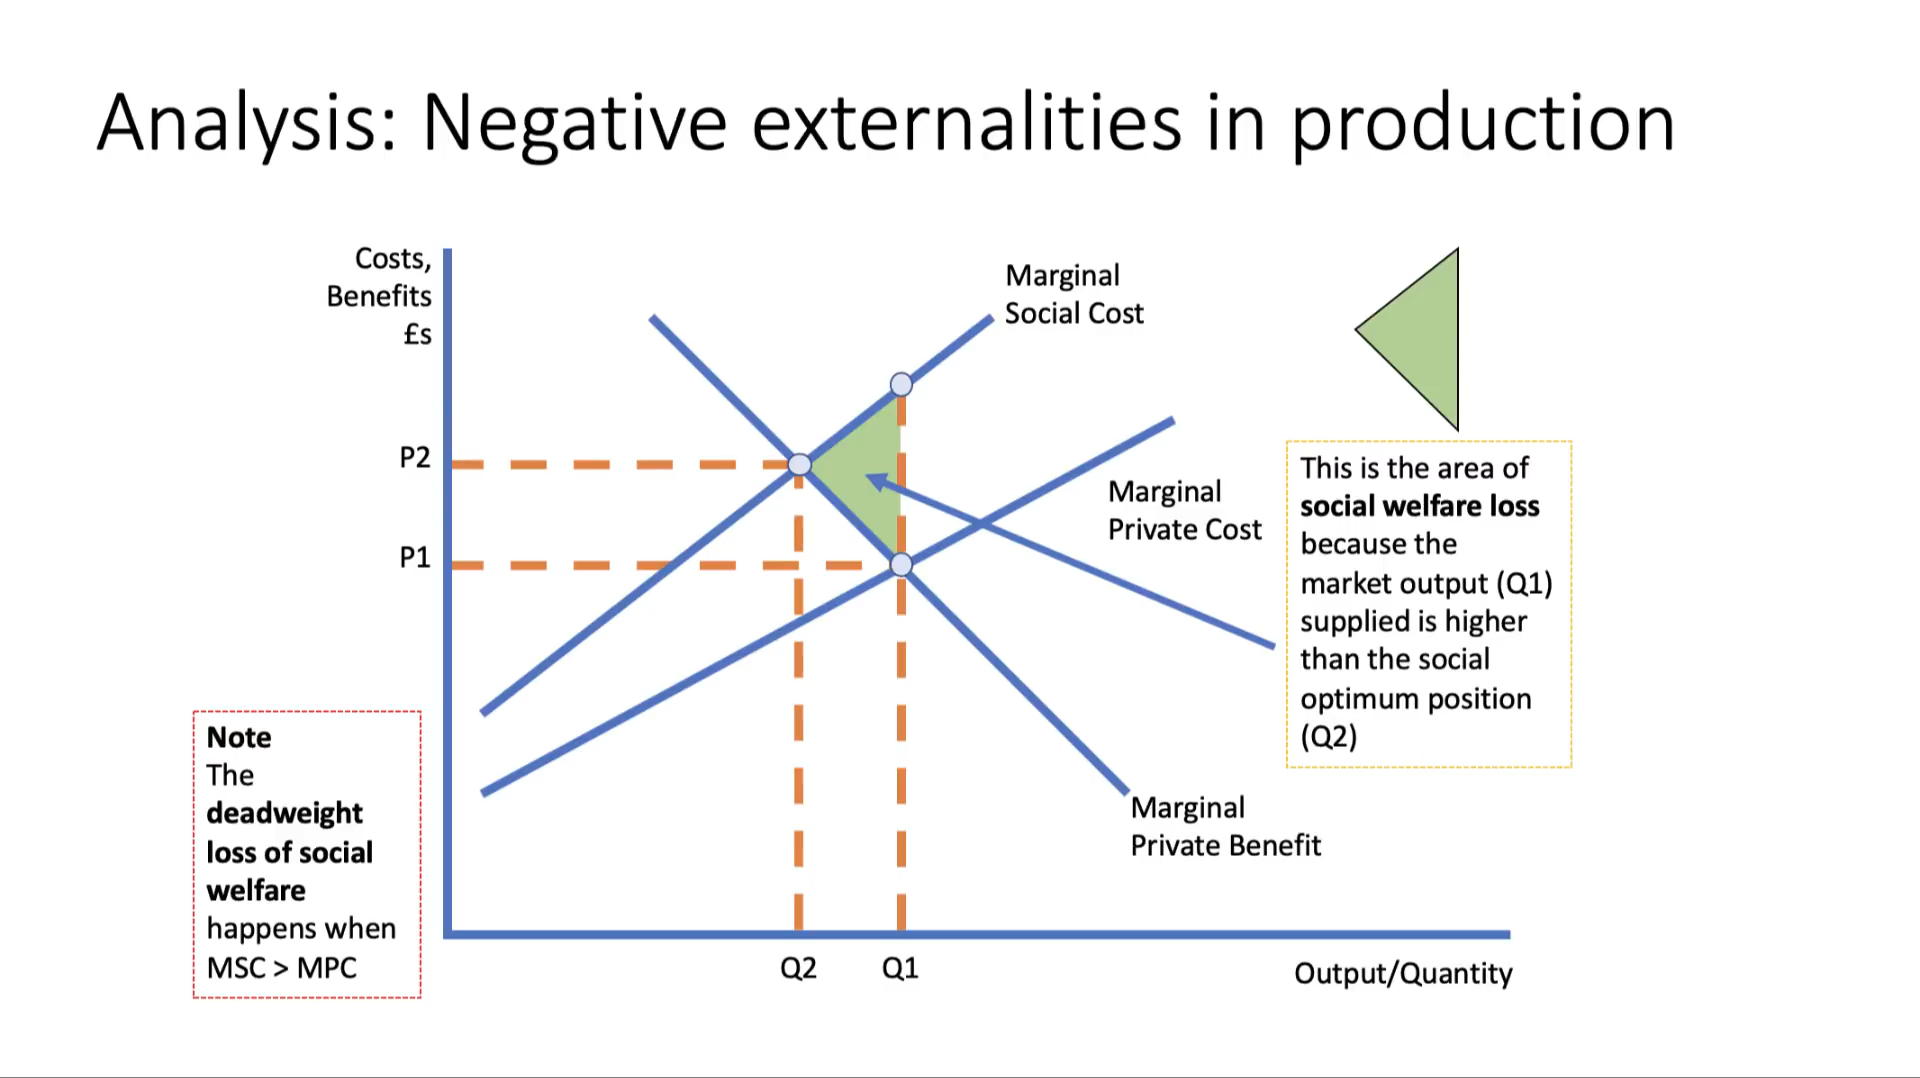 Analysis: Negative externalities in production
Costs,
Benefits
£s
Marginal
Social Cost
P2
Marginal
Private Cost
P1
This is the area of
social welfare loss
because the
market output (Q1)
supplied is higher
than the social
optimum position
(Q2)
Note
The
deadweight
loss of social
welfare
happens when
MSC > MPC
Marginal
Private Benefit
Q2
Q1
Output/Quantity